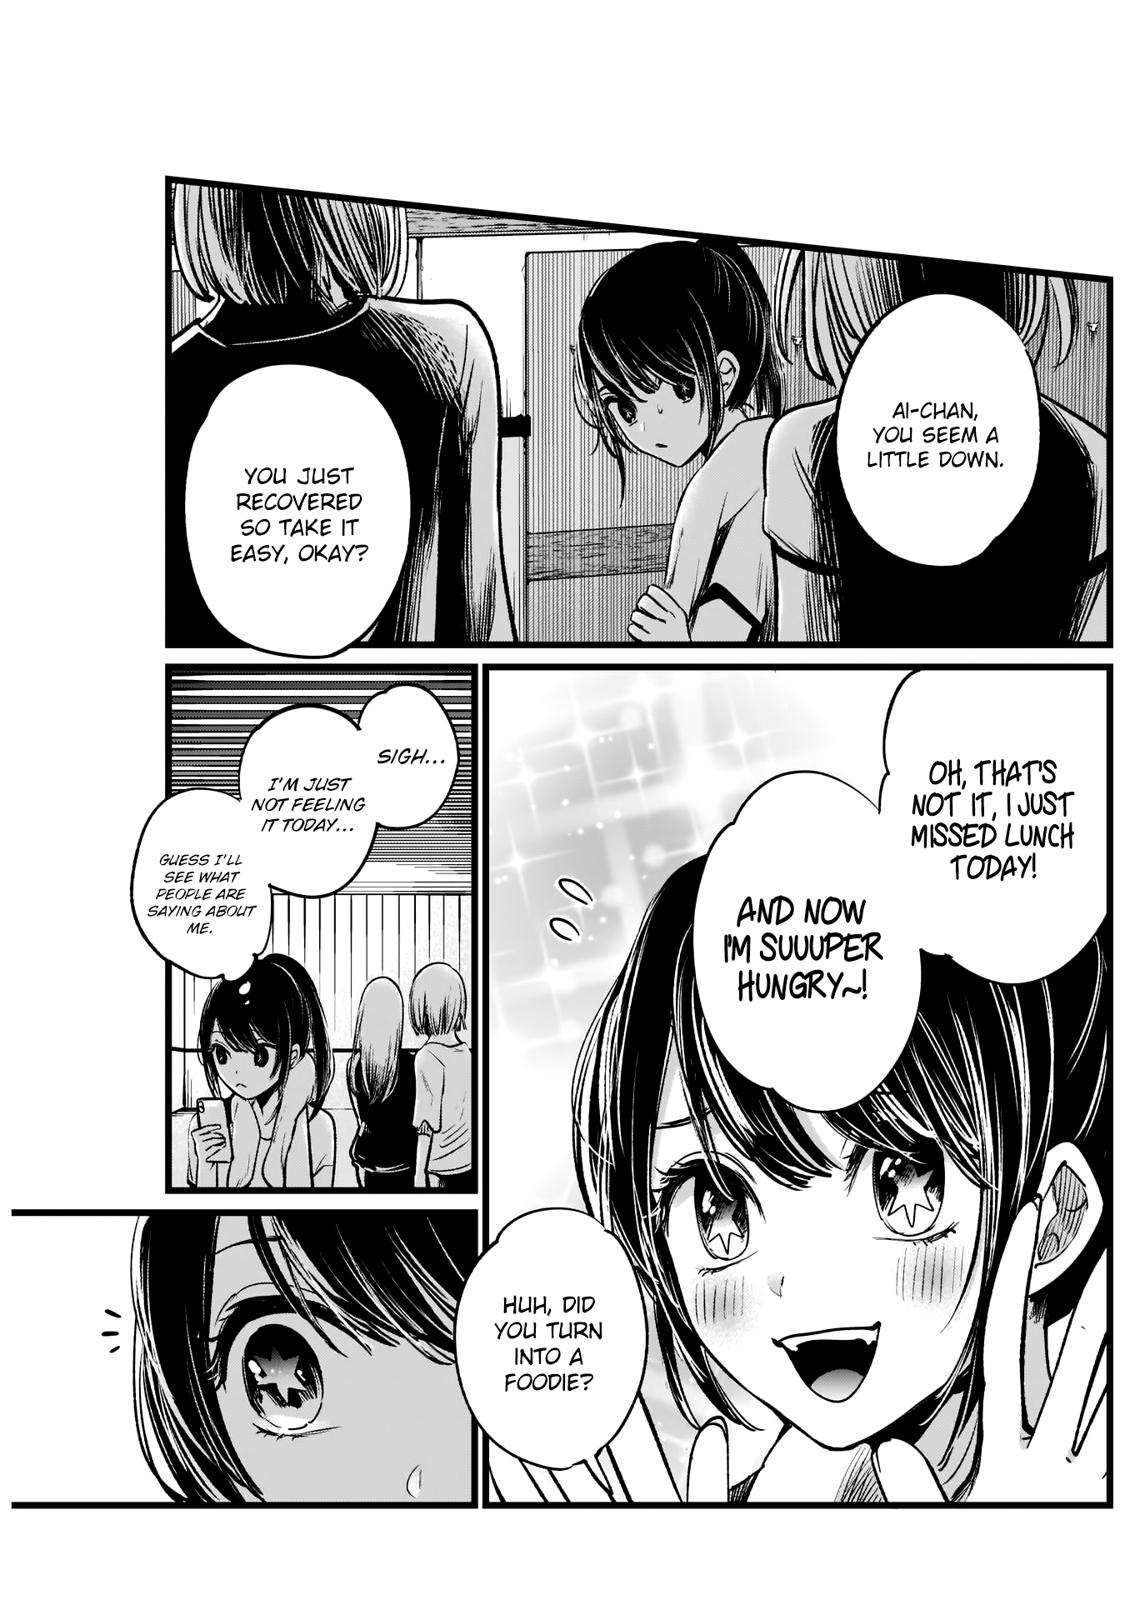 AI-CHAN,
YOU SEEM A
LITTLE DOWN.
YOU JUST
RECOVERED
SO TAKE IT
EASY, OKAY?
OH, THAT'S
NOT IT, I JUST
MISSED LUNCH
TODAY!
AND NOW
I'M SUUUPER
HUNGRY~!
HUH, DID
YOU TURN
INTO A
FOODIE?
SIGH...
I'M JUST
NOT FEELING
IT TODAY...
GUESS I'LL
SEE WHAT
PEOPLE ARE
SAYING ABOUT
ME.